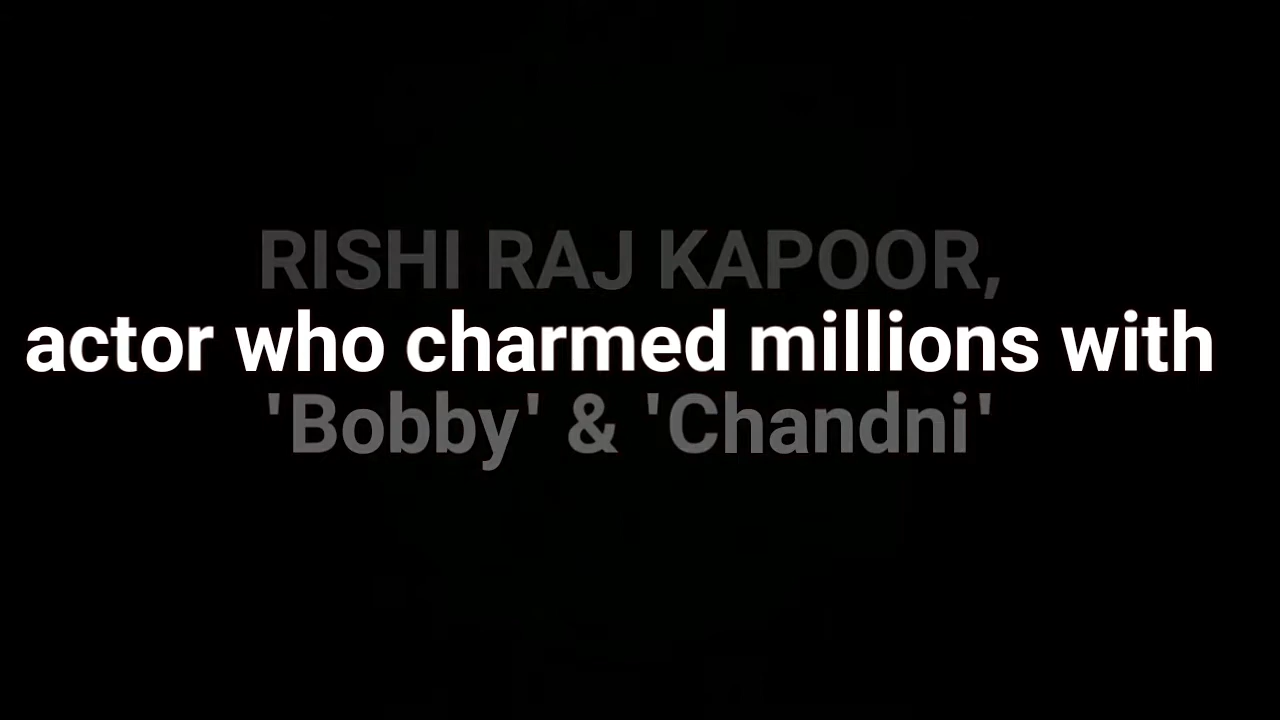 RISHI RAJ KAPOOR,
actor who charmed millions with
'Bobby' & 'Chandni'